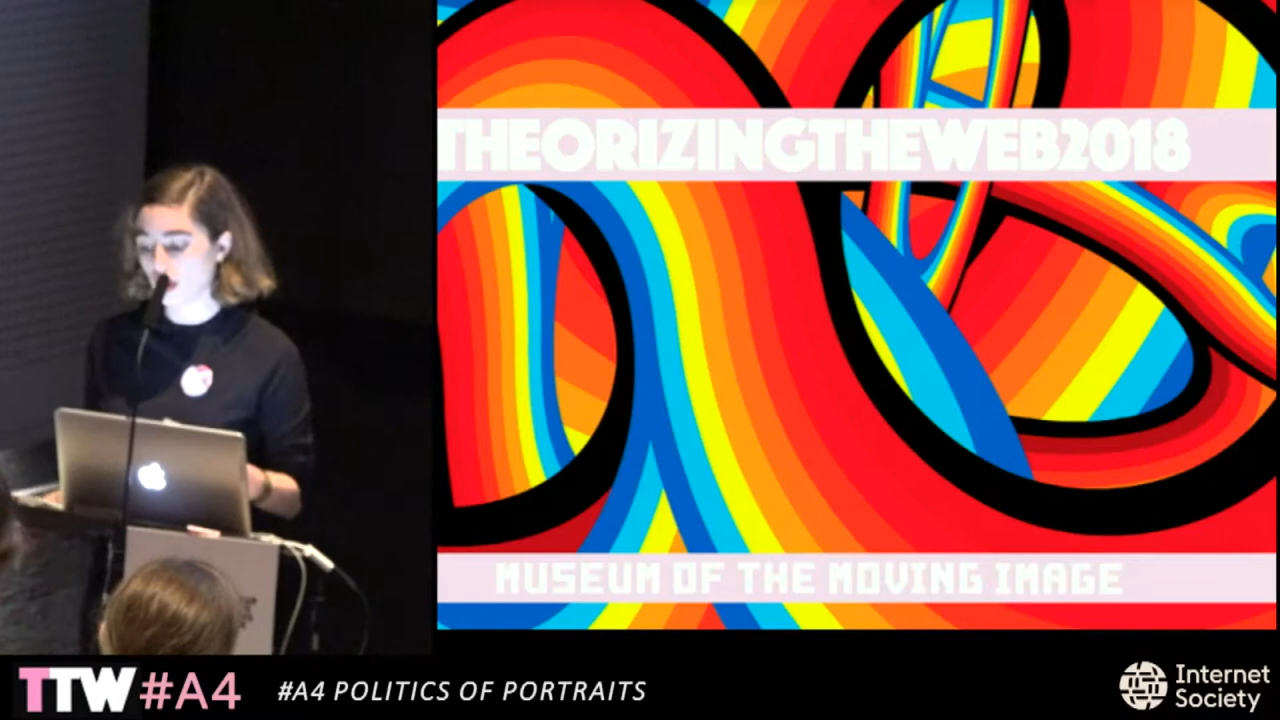 THEORIZINGTHEWEB2018
MUSEUM OF THE MOVING IMAGE
TTW#A4
#A4 POLITICS OF PORTRAITS
Internet
Society